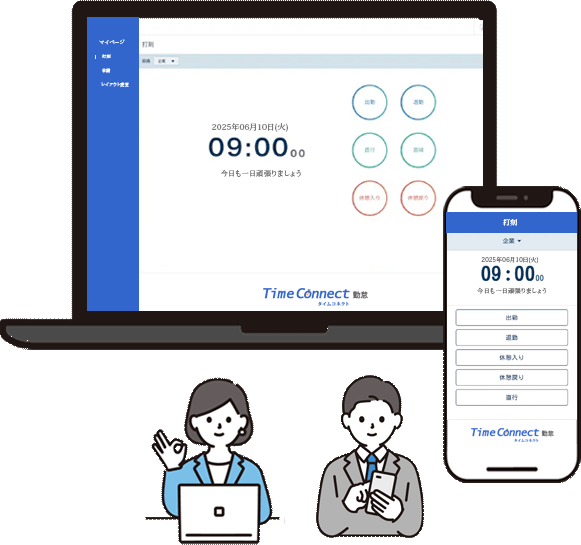 マイページ
打刻
申請
レイアウト変更
打刻
企業
2025年06月10日(火)
09:00 00
今日も一日頑張りましょう
出勤
退勤
直行
直帰
休憩入り
休憩戻り
Time Connect 勤怠
タイムコネクト
打刻
企業
2025年06月10日(火)
09:00 00
今日も一日頑張りましょう
出勤
退勤
休憩入り
休憩戻り
直行
Time Connect 勤怠
タイムコネクト